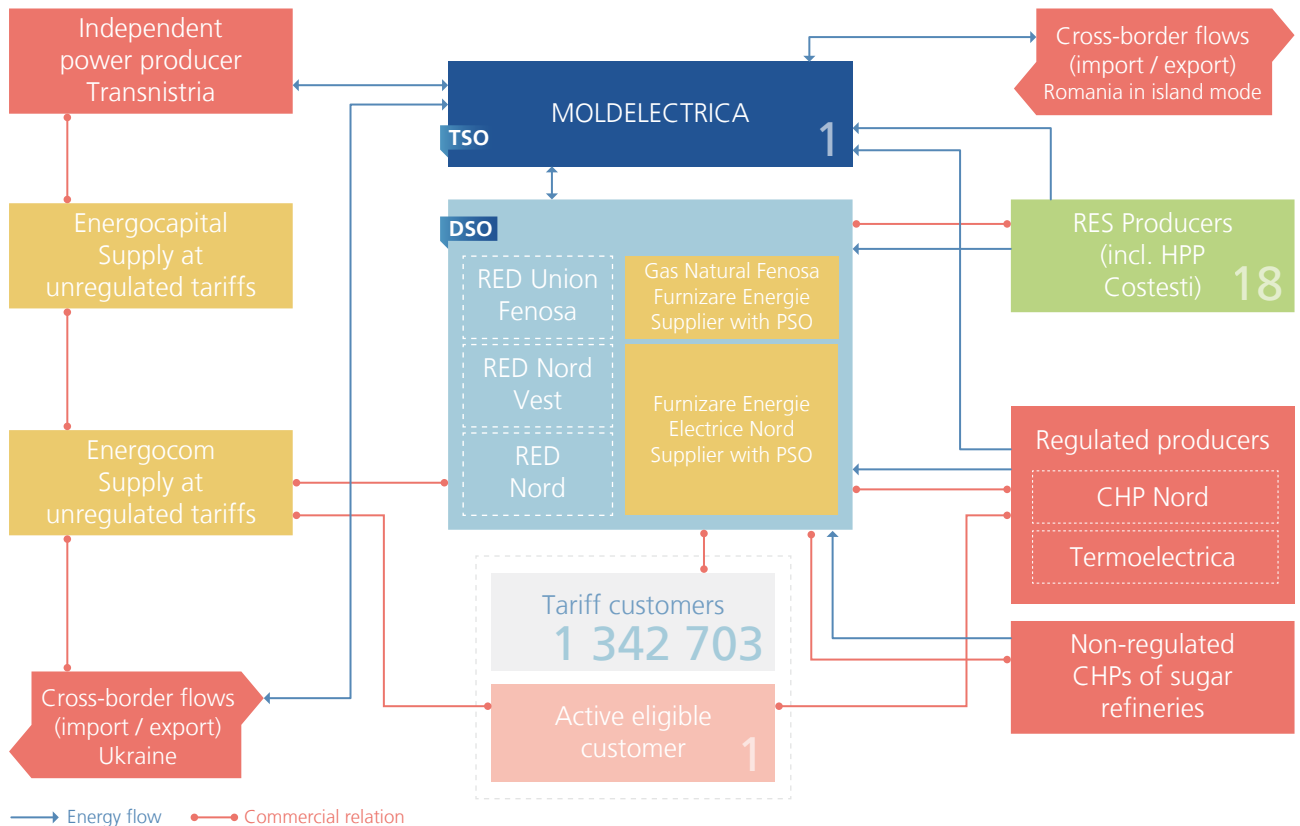 Independent
power producer
Transnistria
Cross-border flows
(import / export)
Romania in island mode
MOLDELECTRICA
TSO
1
Energocapital
Supply at
unregulated tariffs
DSO
RED Union
Fenosa
RED Nord
Vest
RED
Nord
Gas Natural Fenosa
Furnizare Energie
Supplier with PSO
Furnizare Energie
Electrice Nord
Supplier with PSO
RES Producers
(incl. HPP
Costesti)
18
Energocom
Supply at
unregulated tariffs
Regulated producers
CHP Nord
Termoelectrica
Tariff customers
1 342 703
Active eligible
customer
1
Non-regulated
CHPs of sugar
refineries
Cross-border flows
(import / export)
Ukraine
Energy flow
Commercial relation